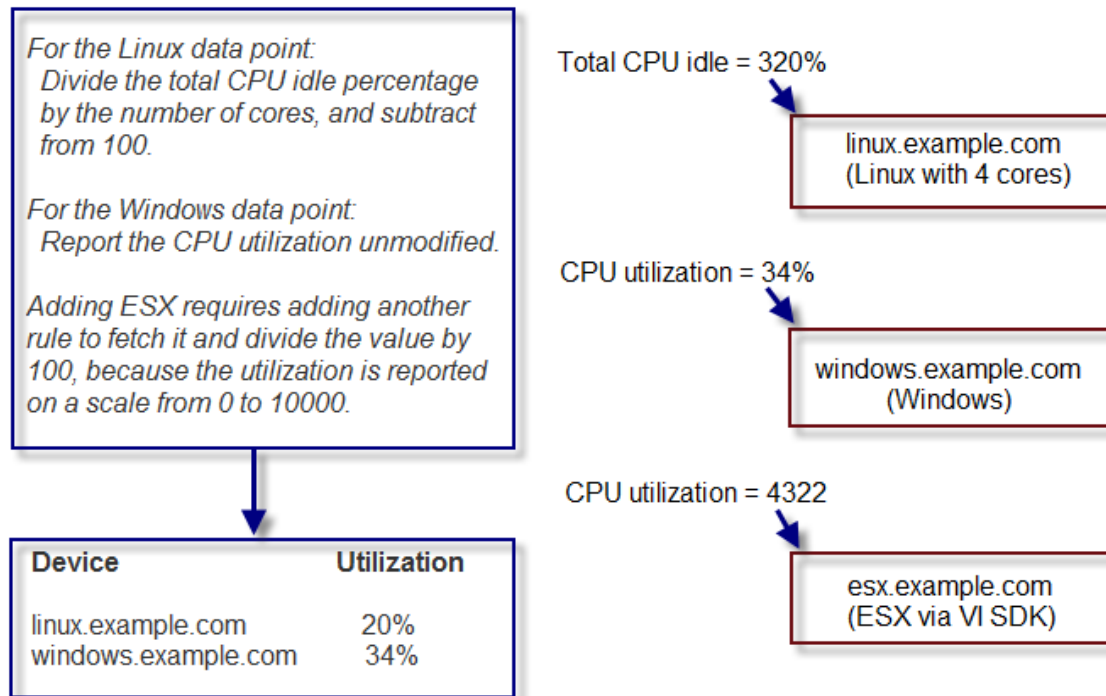 For the Linux data point:
Divide the total CPU idle percentage
by the number of cores, and subtract
from 100.
For the Windows data point:
Report the CPU utilization unmodified.
Adding ESX requires adding another
rule to fetch it and divide the value by
100, because the utilization is reported
on a scale from 0 to 10000.
Device Utilization
linux.example.com 20%
windows.example.com 34%
Total CPU idle = 320%
linux.example.com
(Linux with 4 cores)
CPU utilization = 34%
windows.example.com
(Windows)
CPU utilization = 4322
esx.example.com
(ESX via VI SDK)